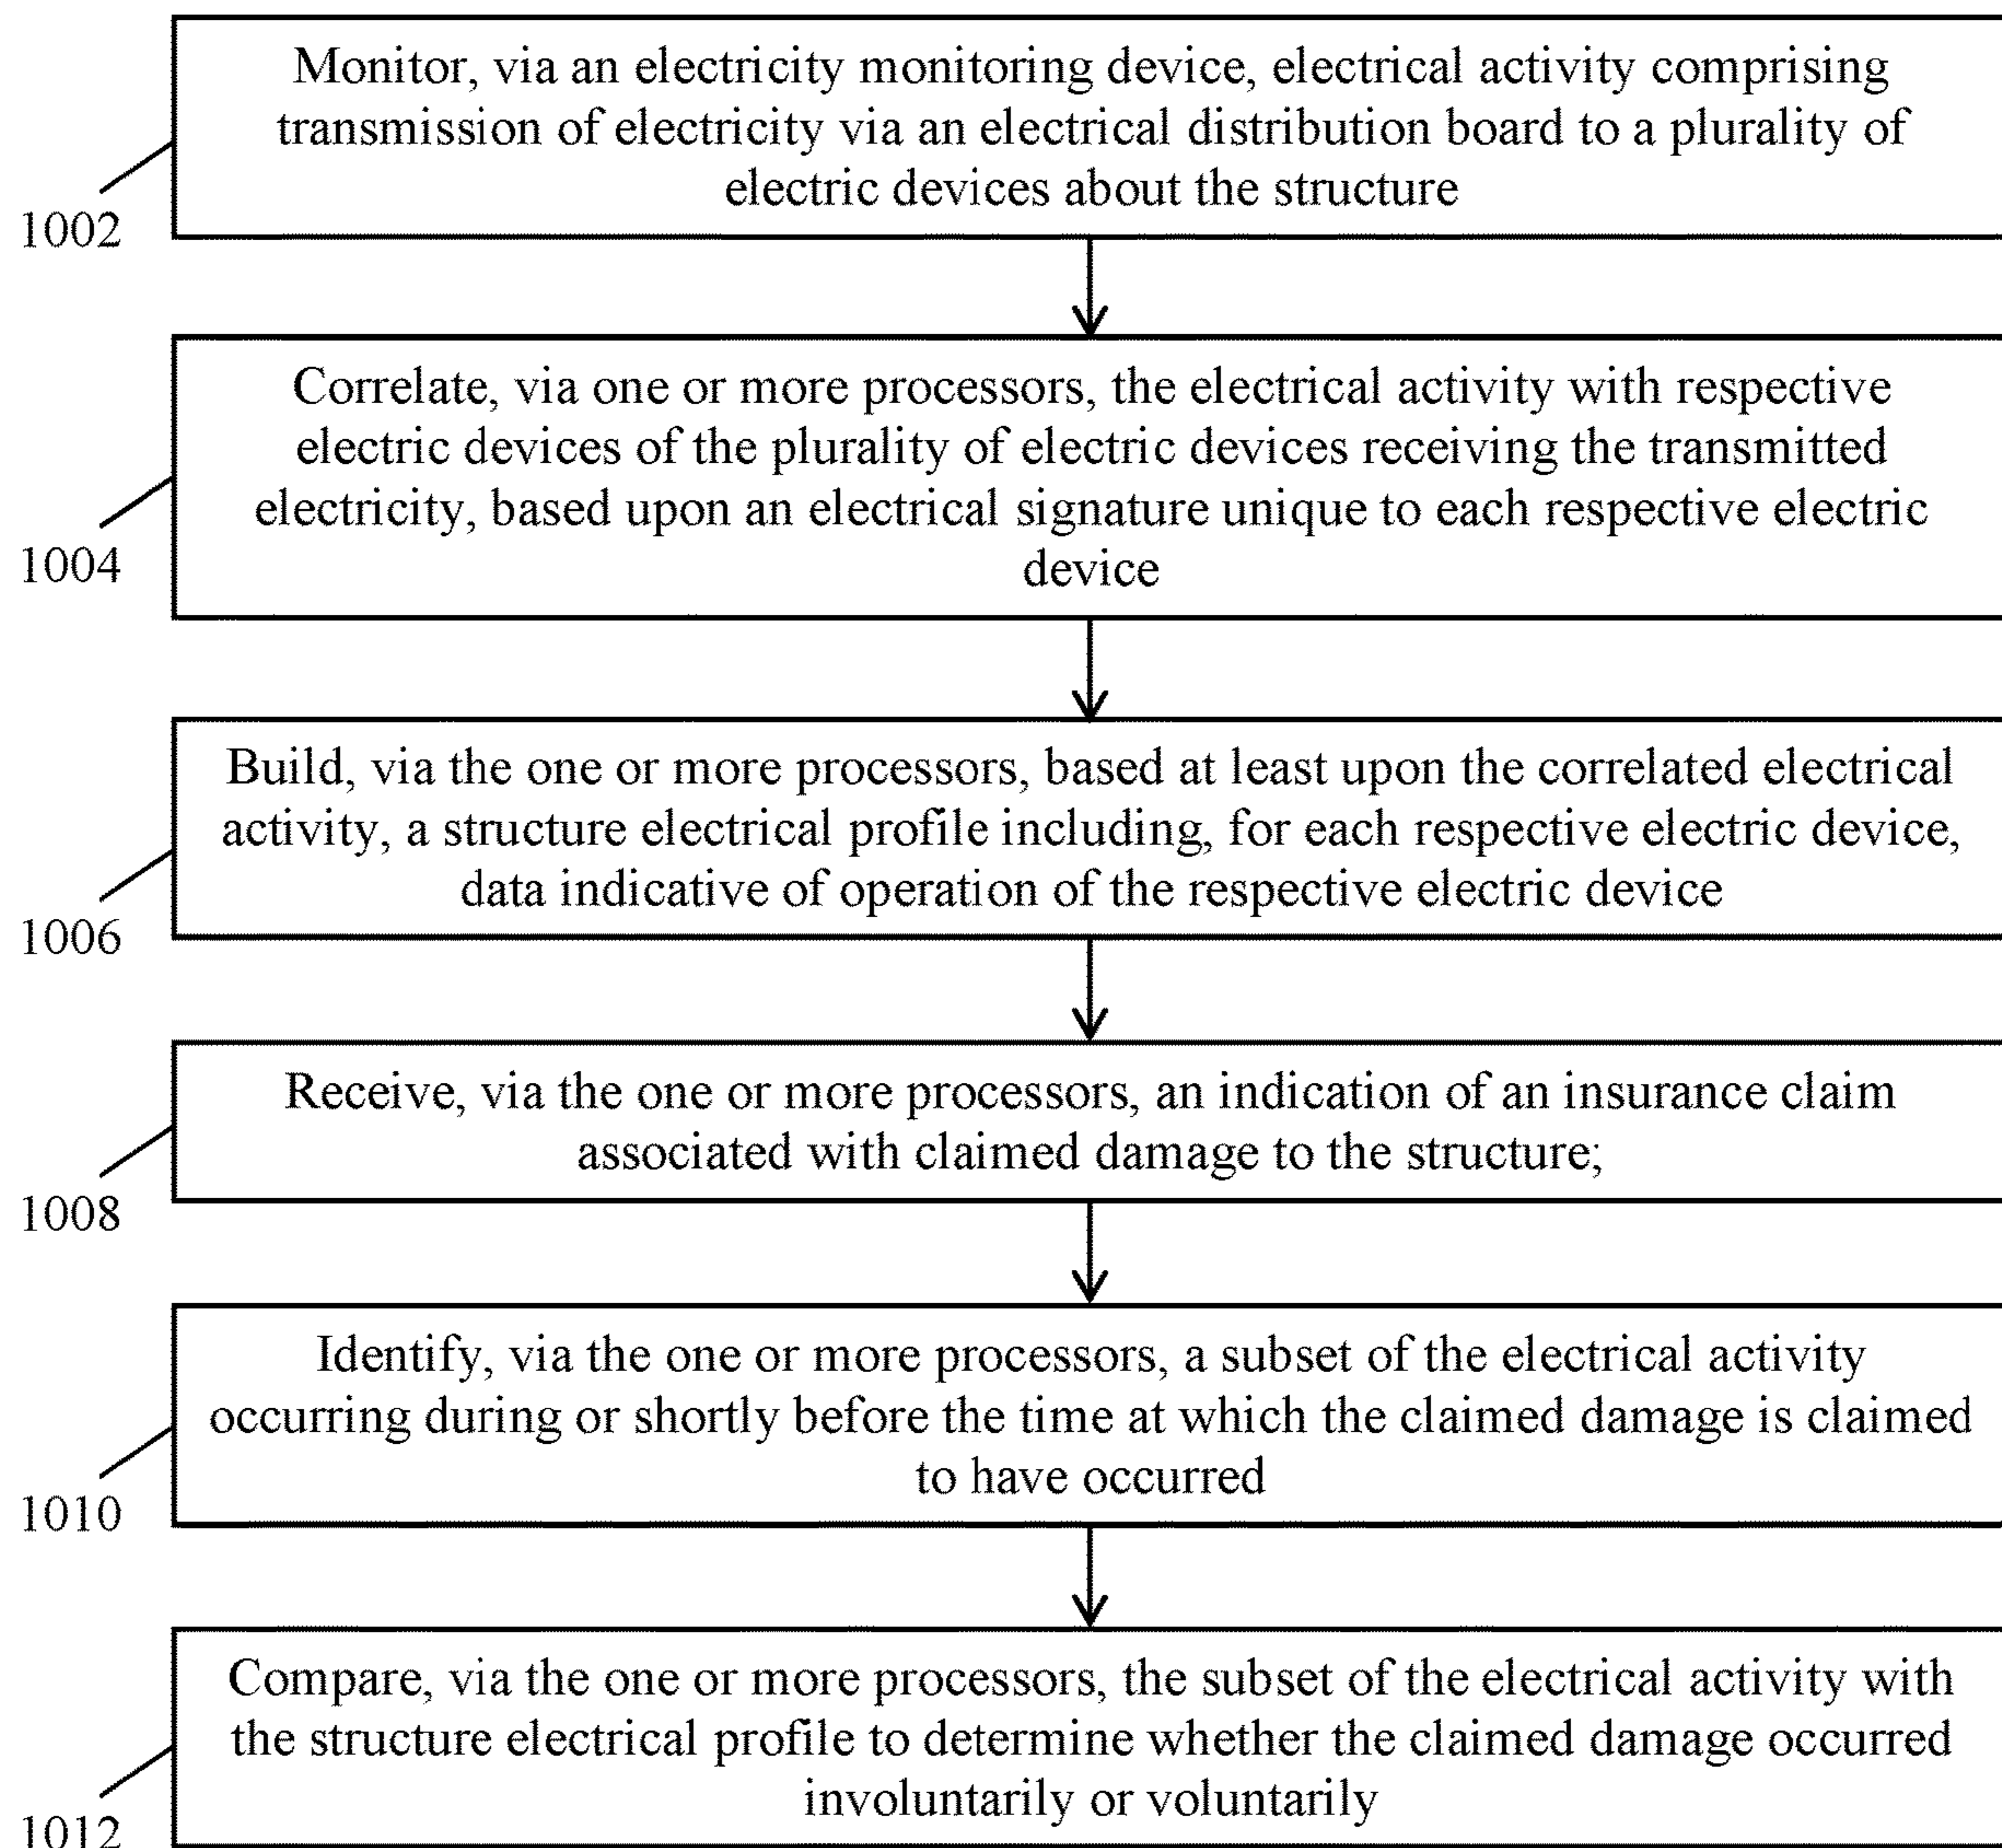 Monitor, via an electricity monitoring device, electrical activity comprising
transmission of electricity via an electrical distribution board to a plurality of
electric devices about the structure
1002
Correlate, via one or more processors, the electrical activity with respective
electric devices of the plurality of electric devices receiving the transmitted
electricity, based upon an electrical signature unique to each respective electric
device
1004
Build, via the one or more processors, based at least upon the correlated electrical
activity, a structure electrical profile including, for each respective electric device,
data indicative of operation of the respective electric device
1006
Receive, via the one or more processors, an indication of an insurance claim
associated with claimed damage to the structure;
1008
Identify, via the one or more processors, a subset of the electrical activity
occurring during or shortly before the time at which the claimed damage is claimed
to have occurred
1010
Compare, via the one or more processors, the subset of the electrical activity with
the structure electrical profile to determine whether the claimed damage occurred
involuntarily or voluntarily
1012